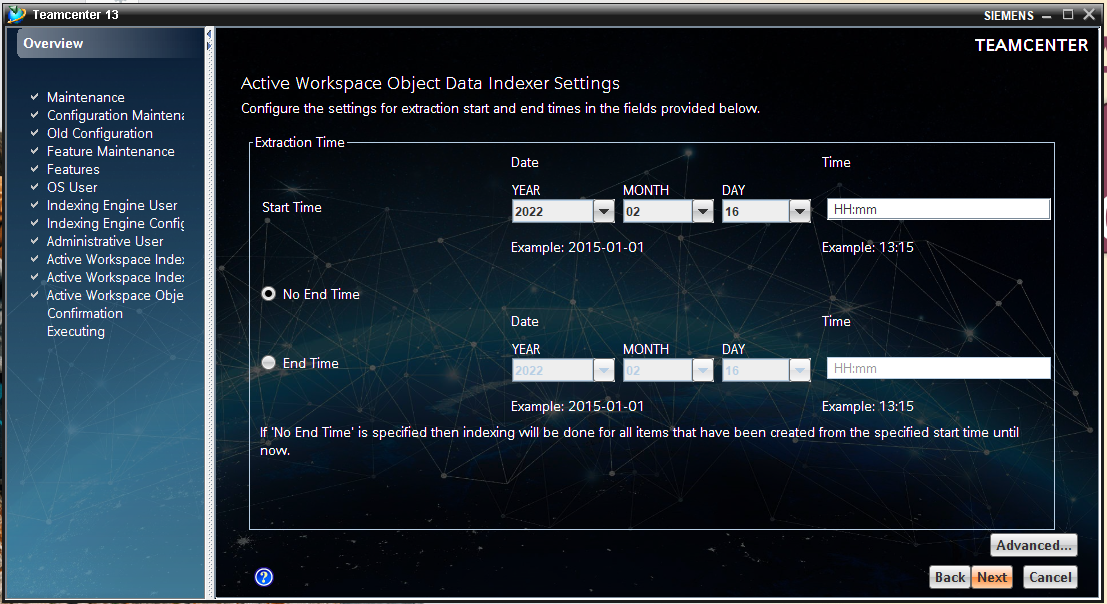 Teamcenter 13
SIEMENS
Overview
TEAMCENTER
Maintenance
Configuration Maintena
Old Configuration
Feature Maintenance
Features
OS User
Indexing Engine User
Indexing Engine Config
Administrative User
Active Workspace Index
Active Workspace Index
Active Workspace Obje
Confirmation
Executing
Active Workspace Object Data Indexer Settings
Configure the settings for extraction start and end times in the fields provided below.
Extraction Time
Date Time
YEAR MONTH DAY
Start Time 2022 02 16 HH:mm
Example: 2015-01-01 Example: 13:15
No End Time
Date Time
YEAR MONTH DAY
End Time 2022 02 16 HH:mm
Example: 2015-01-01 Example: 13:15
If 'No End Time' is specified then indexing will be done for all items that have been created from the specified start time until
now.
Advanced...
? Back Next Cancel